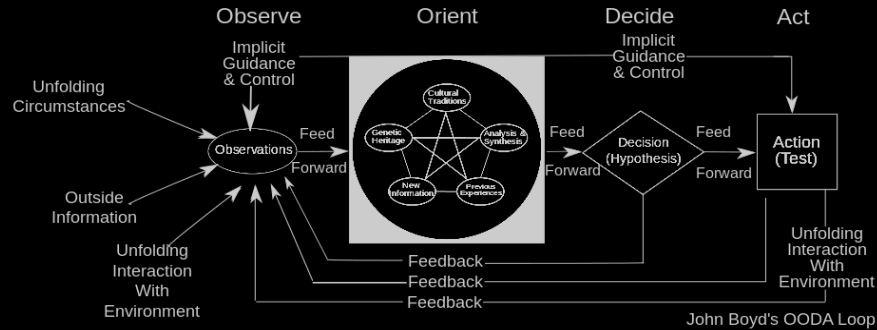 Observe
Orient
Decide
Act
Implicit
Guidance
& Control
Implicit
Guidance
& Control
Unfolding
Circumstances
Observations
Outside
Information
Unfolding
Interaction
With
Environment
Feed
Forward
Cultural
Traditions
Genetic
Heritage
Analysis &
Synthesis
New
Information
Previous
Experiences
Feed
Forward
Decision
(Hypothesis)
Feed
Forward
Action
(Test)
Unfolding
Interaction
With
Environment
Feedback
Feedback
Feedback
John Boyd's OODA Loop